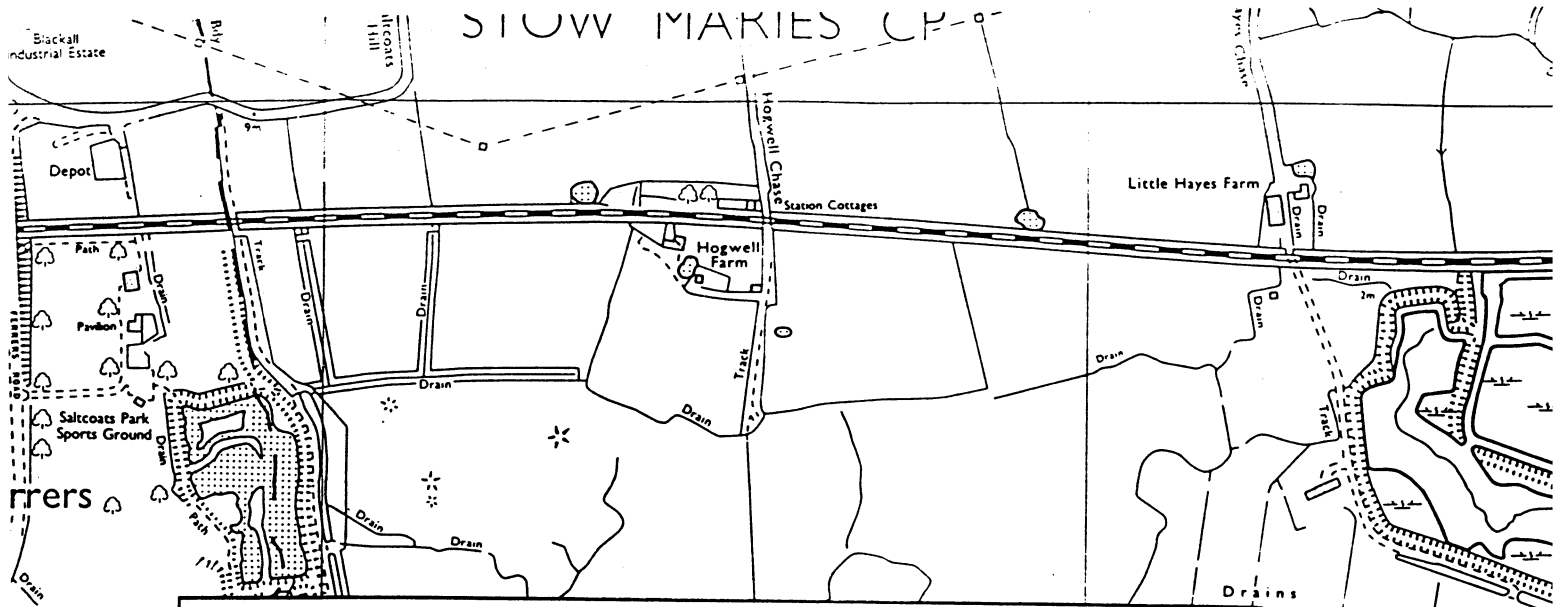 STOW MARIES CP
Blackall
Industrial Estate
Hill
9m
Hogwell Chase
Chase
Depot
Little Hayes Farm
Station Cottages
Drain
Drain
Path
Track
Hogwell
Farm
Drain
Drain
Drain
Drain
2m
Drain
Pavilion
Track
Drain
Drain
Drain
Saltcoats Park
Sports Ground
Drain
Track
rrers
Path
Drain
Drain
Drain
Drains